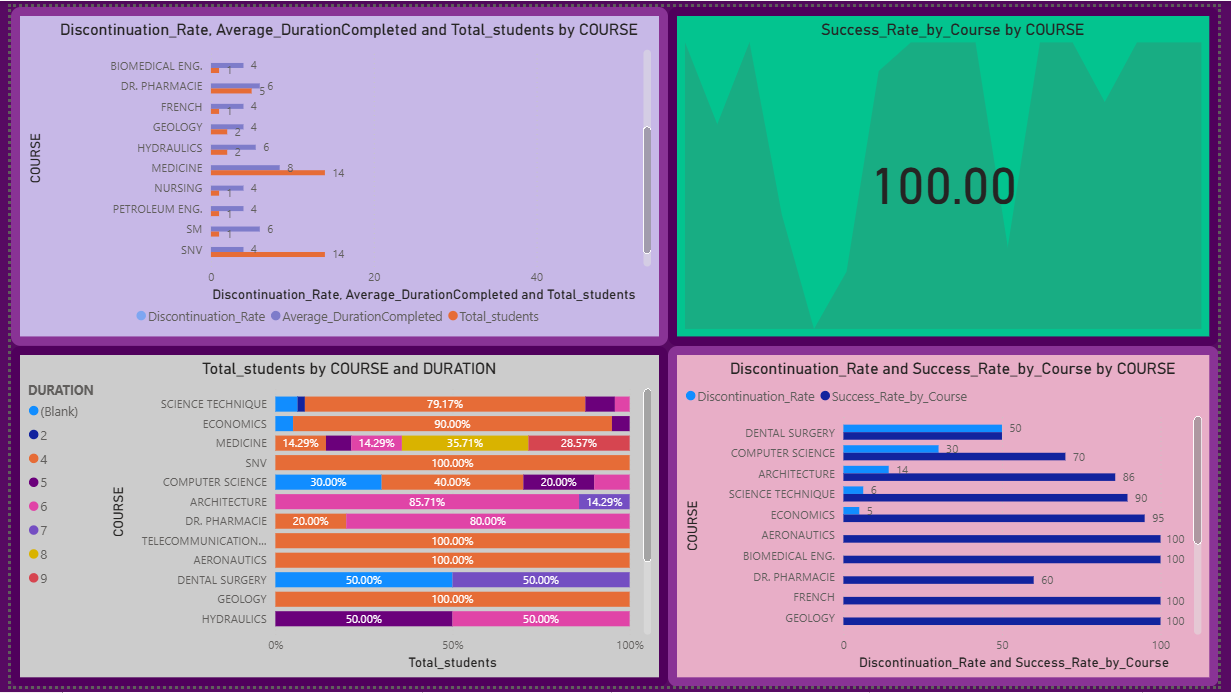 Discontinuation_Rate, Average_DurationCompleted and Total_students by COURSE
COURSE
BIOMEDICAL ENG. 4 1
DR. PHARMACIE 6 5
FRENCH 4 1
GEOLOGY 4 2
HYDRAULICS 6 2
MEDICINE 8 14
NURSING 4 1
PETROLEUM ENG. 4 1
SM 6 1
SNV 4 14
0 20 40
Discontinuation_Rate, Average_DurationCompleted and Total_students
Discontinuation_Rate Average_DurationCompleted Total_students
Success_Rate_by_Course by COURSE
100.00
Total_students by COURSE and DURATION
DURATION
(Blank)
2
4
5
6
7
8
9
COURSE
SCIENCE TECHNIQUE 79.17%
ECONOMICS 90.00%
MEDICINE 14.29% 14.29% 35.71% 28.57%
SNV 100.00%
COMPUTER SCIENCE 30.00% 40.00% 20.00%
ARCHITECTURE 85.71% 14.29%
DR. PHARMACIE 20.00% 80.00%
TELECOMMUNICATION... 100.00%
AERONAUTICS 100.00%
DENTAL SURGERY 50.00% 50.00%
GEOLOGY 100.00%
HYDRAULICS 50.00% 50.00%
0% 50% 100%
Total_students
Discontinuation_Rate and Success_Rate_by_Course by COURSE
Discontinuation_Rate Success_Rate_by_Course
COURSE
DENTAL SURGERY 50
COMPUTER SCIENCE 30 70
ARCHITECTURE 14 86
SCIENCE TECHNIQUE 6 90
ECONOMICS 5 95
AERONAUTICS 100
BIOMEDICAL ENG. 100
DR. PHARMACIE 60
FRENCH 100
GEOLOGY 100
0 50 100
Discontinuation_Rate and Success_Rate_by_Course